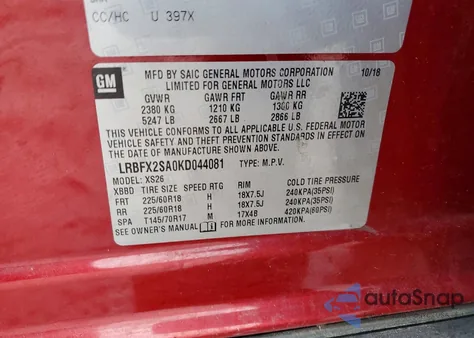 CC/HC U 397X
GM
MFD BY SAIC GENERAL MOTORS CORPORATION 10/18
LIMITED FOR GENERAL MOTORS LLC
GVWR GAWR FRT GAWR RR
2380 KG 1210 KG 1300 KG
5247 LB 2667 LB 2866 LB
THIS VEHICLE CONFORMS TO ALL APPLICABLE U.S. FEDERAL MOTOR
VEHICLE SAFETY AND THEFT PREVENTION STANDARDS IN EFFECT ON
THE DATE OF MANUFACTURE SHOWN ABOVE.
LRBFX2SA0KD044081 TYPE: M.P.V.
MODEL: XS26
XBBD TIRE SIZE SPEED RTG RIM COLD TIRE PRESSURE
FRT 225/60R18 H 18X7.5J 240KPA(35PSI)
RR 225/60R18 H 18X7.5J 240KPA(35PSI)
SPA T145/70R17 M 17X4B 420KPA(60PSI)
SEE OWNER'S MANUAL FOR MORE INFORMATION.
autoSnap